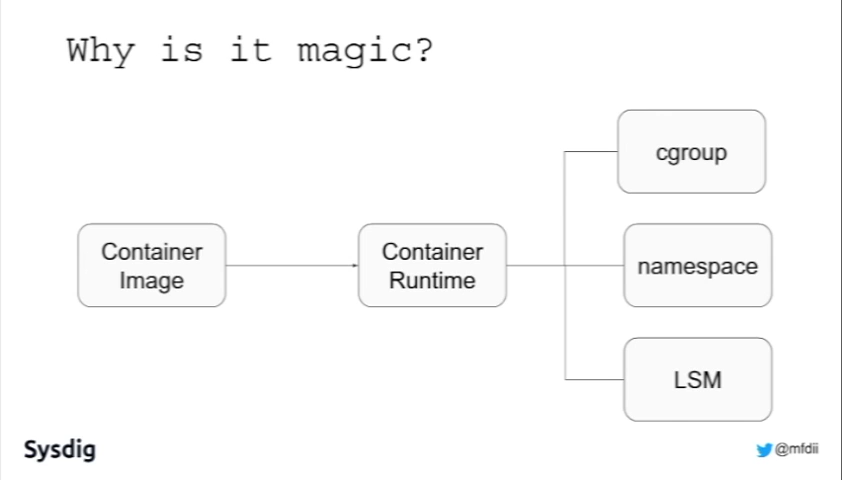 Why is it magic?
cgroup
Container
Image
Container
Runtime
namespace
LSM
Sysdig
@mfdii